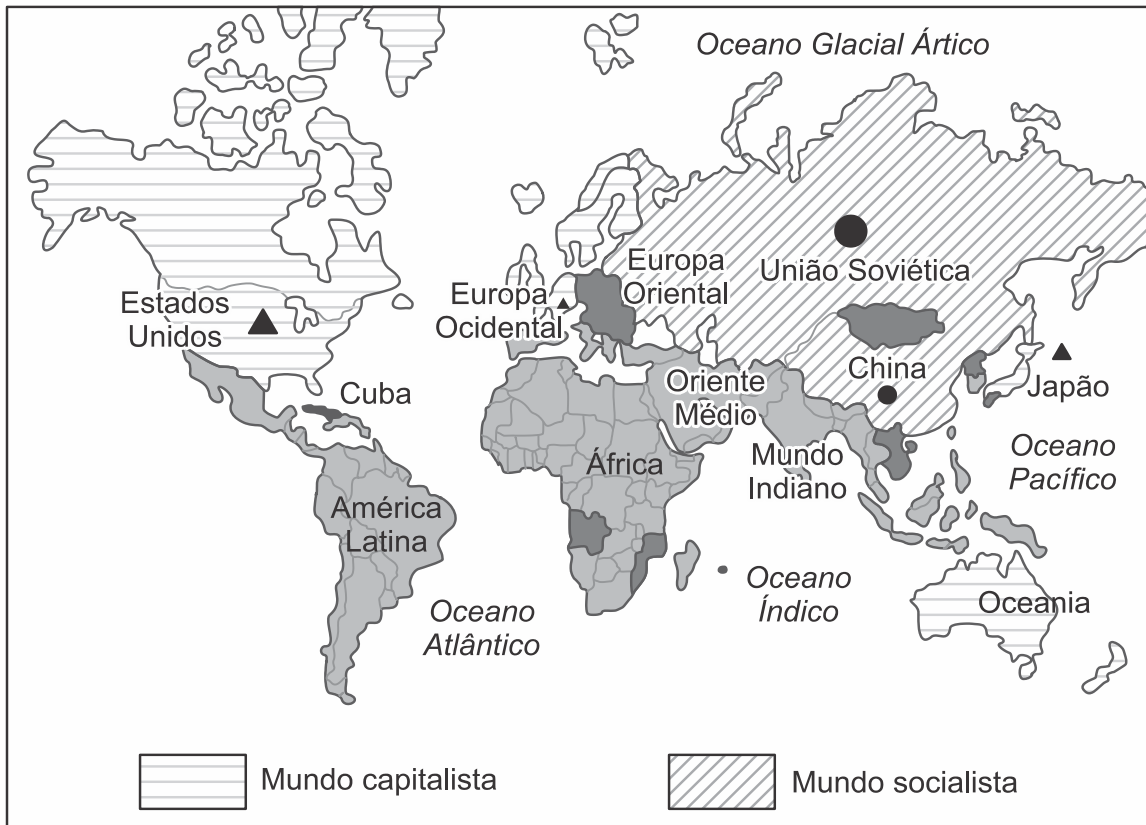 Oceano Glacial Ártico
Estados
Unidos
Europa
Ocidental
Europa
Oriental
União Soviética
China
Japão
Cuba
Oriente
Médio
África
Mundo
Indiano
Oceano
Pacífico
América
Latina
Oceano
Atlântico
Oceano
Índico
Oceania
Mundo capitalista
Mundo socialista